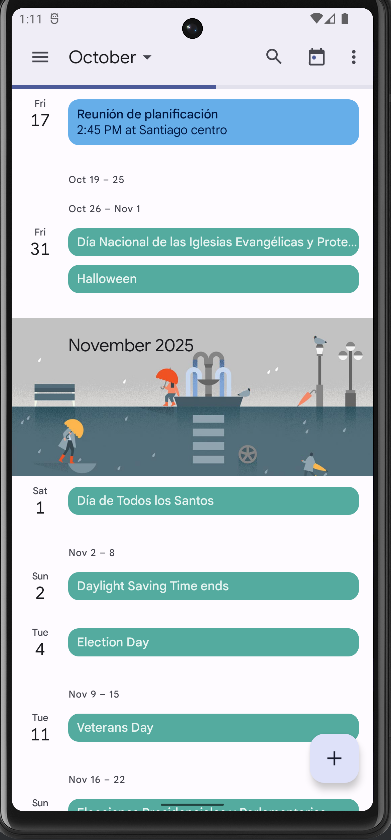 1:11
October
Fri
17
Reunión de planificación
2:45 PM at Santiago centro
Oct 19 – 25
Oct 26 – Nov 1
Fri
31
Día Nacional de las Iglesias Evangélicas y Prote...
Halloween
November 2025
Sat
1
Día de Todos los Santos
Nov 2 – 8
Sun
2
Daylight Saving Time ends
Tue
4
Election Day
Nov 9 – 15
Tue
11
Veterans Day
Nov 16 – 22
Sun